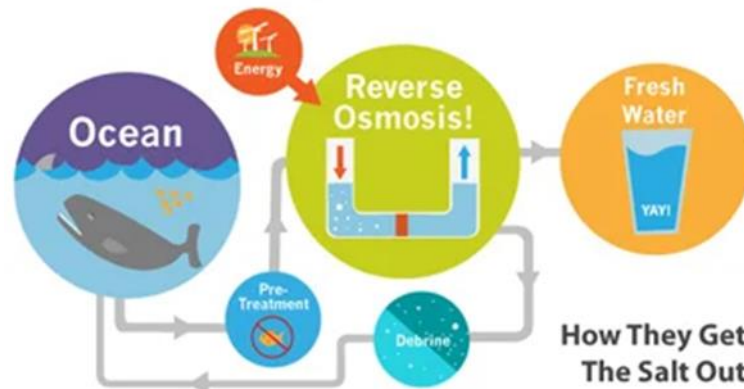 Energy
Ocean
Reverse
Osmosis!
Fresh
Water
YAY!
Pre-
Treatment
Debrine
How They Get
The Salt Out